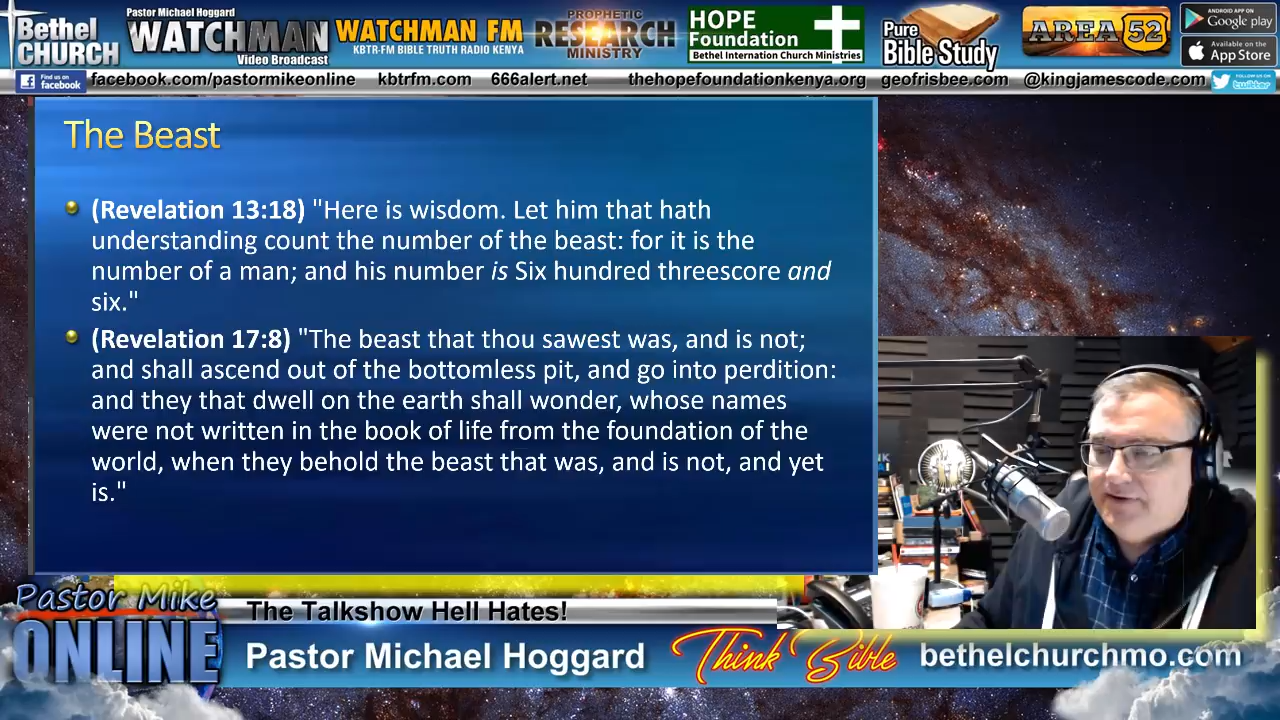 Bethel
CHURCH
Pastor Michael Hoggard
WATCHMAN
Video Broadcast
WATCHMAN FM
KBTR-FM BIBLE TRUTH RADIO KENYA
PROPHETIC
RESEARCH
MINISTRY
HOPE
Foundation
Bethel Internation Church Ministries
Pure
Bible Study
AREA 52
ANDROID APP ON
Google play
Available on the
App Store
Find us on
facebook
facebook.com/pastormikeonline kbtrfm.com 666alert.net thehopefoundationkenya.org geofrisbee.com @kingjamescode.com
FOLLOW US ON
twitter
The Beast
(Revelation 13:18) "Here is wisdom. Let him that hath
understanding count the number of the beast: for it is the
number of a man; and his number is Six hundred threescore and
six."
(Revelation 17:8) "The beast that thou sawest was, and is not;
and shall ascend out of the bottomless pit, and go into perdition:
and they that dwell on the earth shall wonder, whose names
were not written in the book of life from the foundation of the
world, when they behold the beast that was, and is not, and yet
is."
Pastor Mike
ONLINE
The Talkshow Hell Hates!
Pastor Michael Hoggard
Think Bible
bethelchurchmo.com